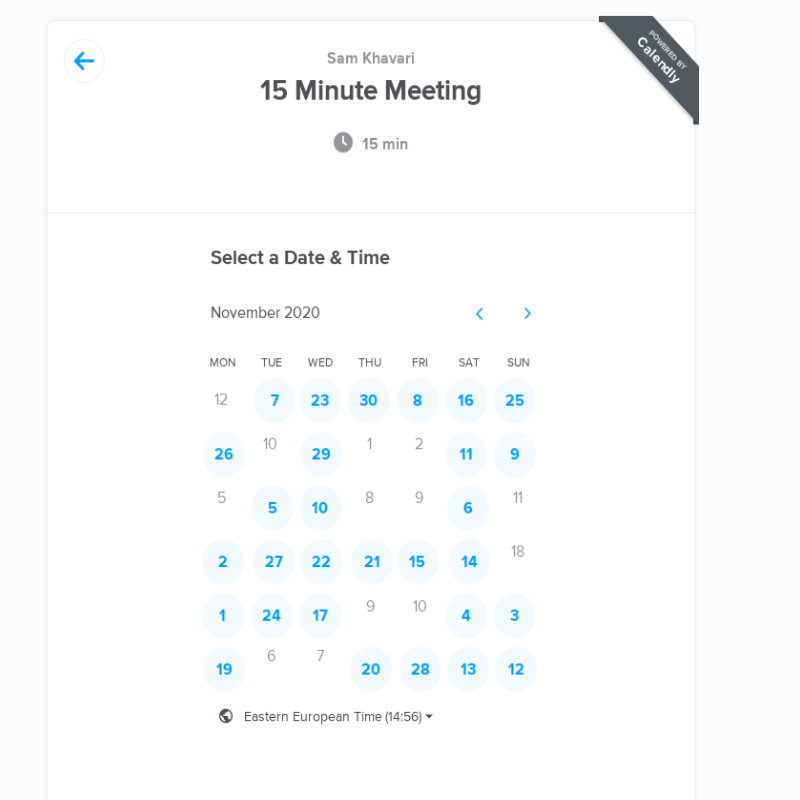 POWERED BY
Calendly
Sam Khavari
15 Minute Meeting
15 min
Select a Date & Time
November 2020
MON TUE WED THU FRI SAT SUN
12 7 23 30 8 16 25
26 10 29 1 2 11 9
5 5 10 8 9 6 11
2 27 22 21 15 14 18
1 24 17 9 10 4 3
19 6 7 20 28 13 12
Eastern European Time (14:56)